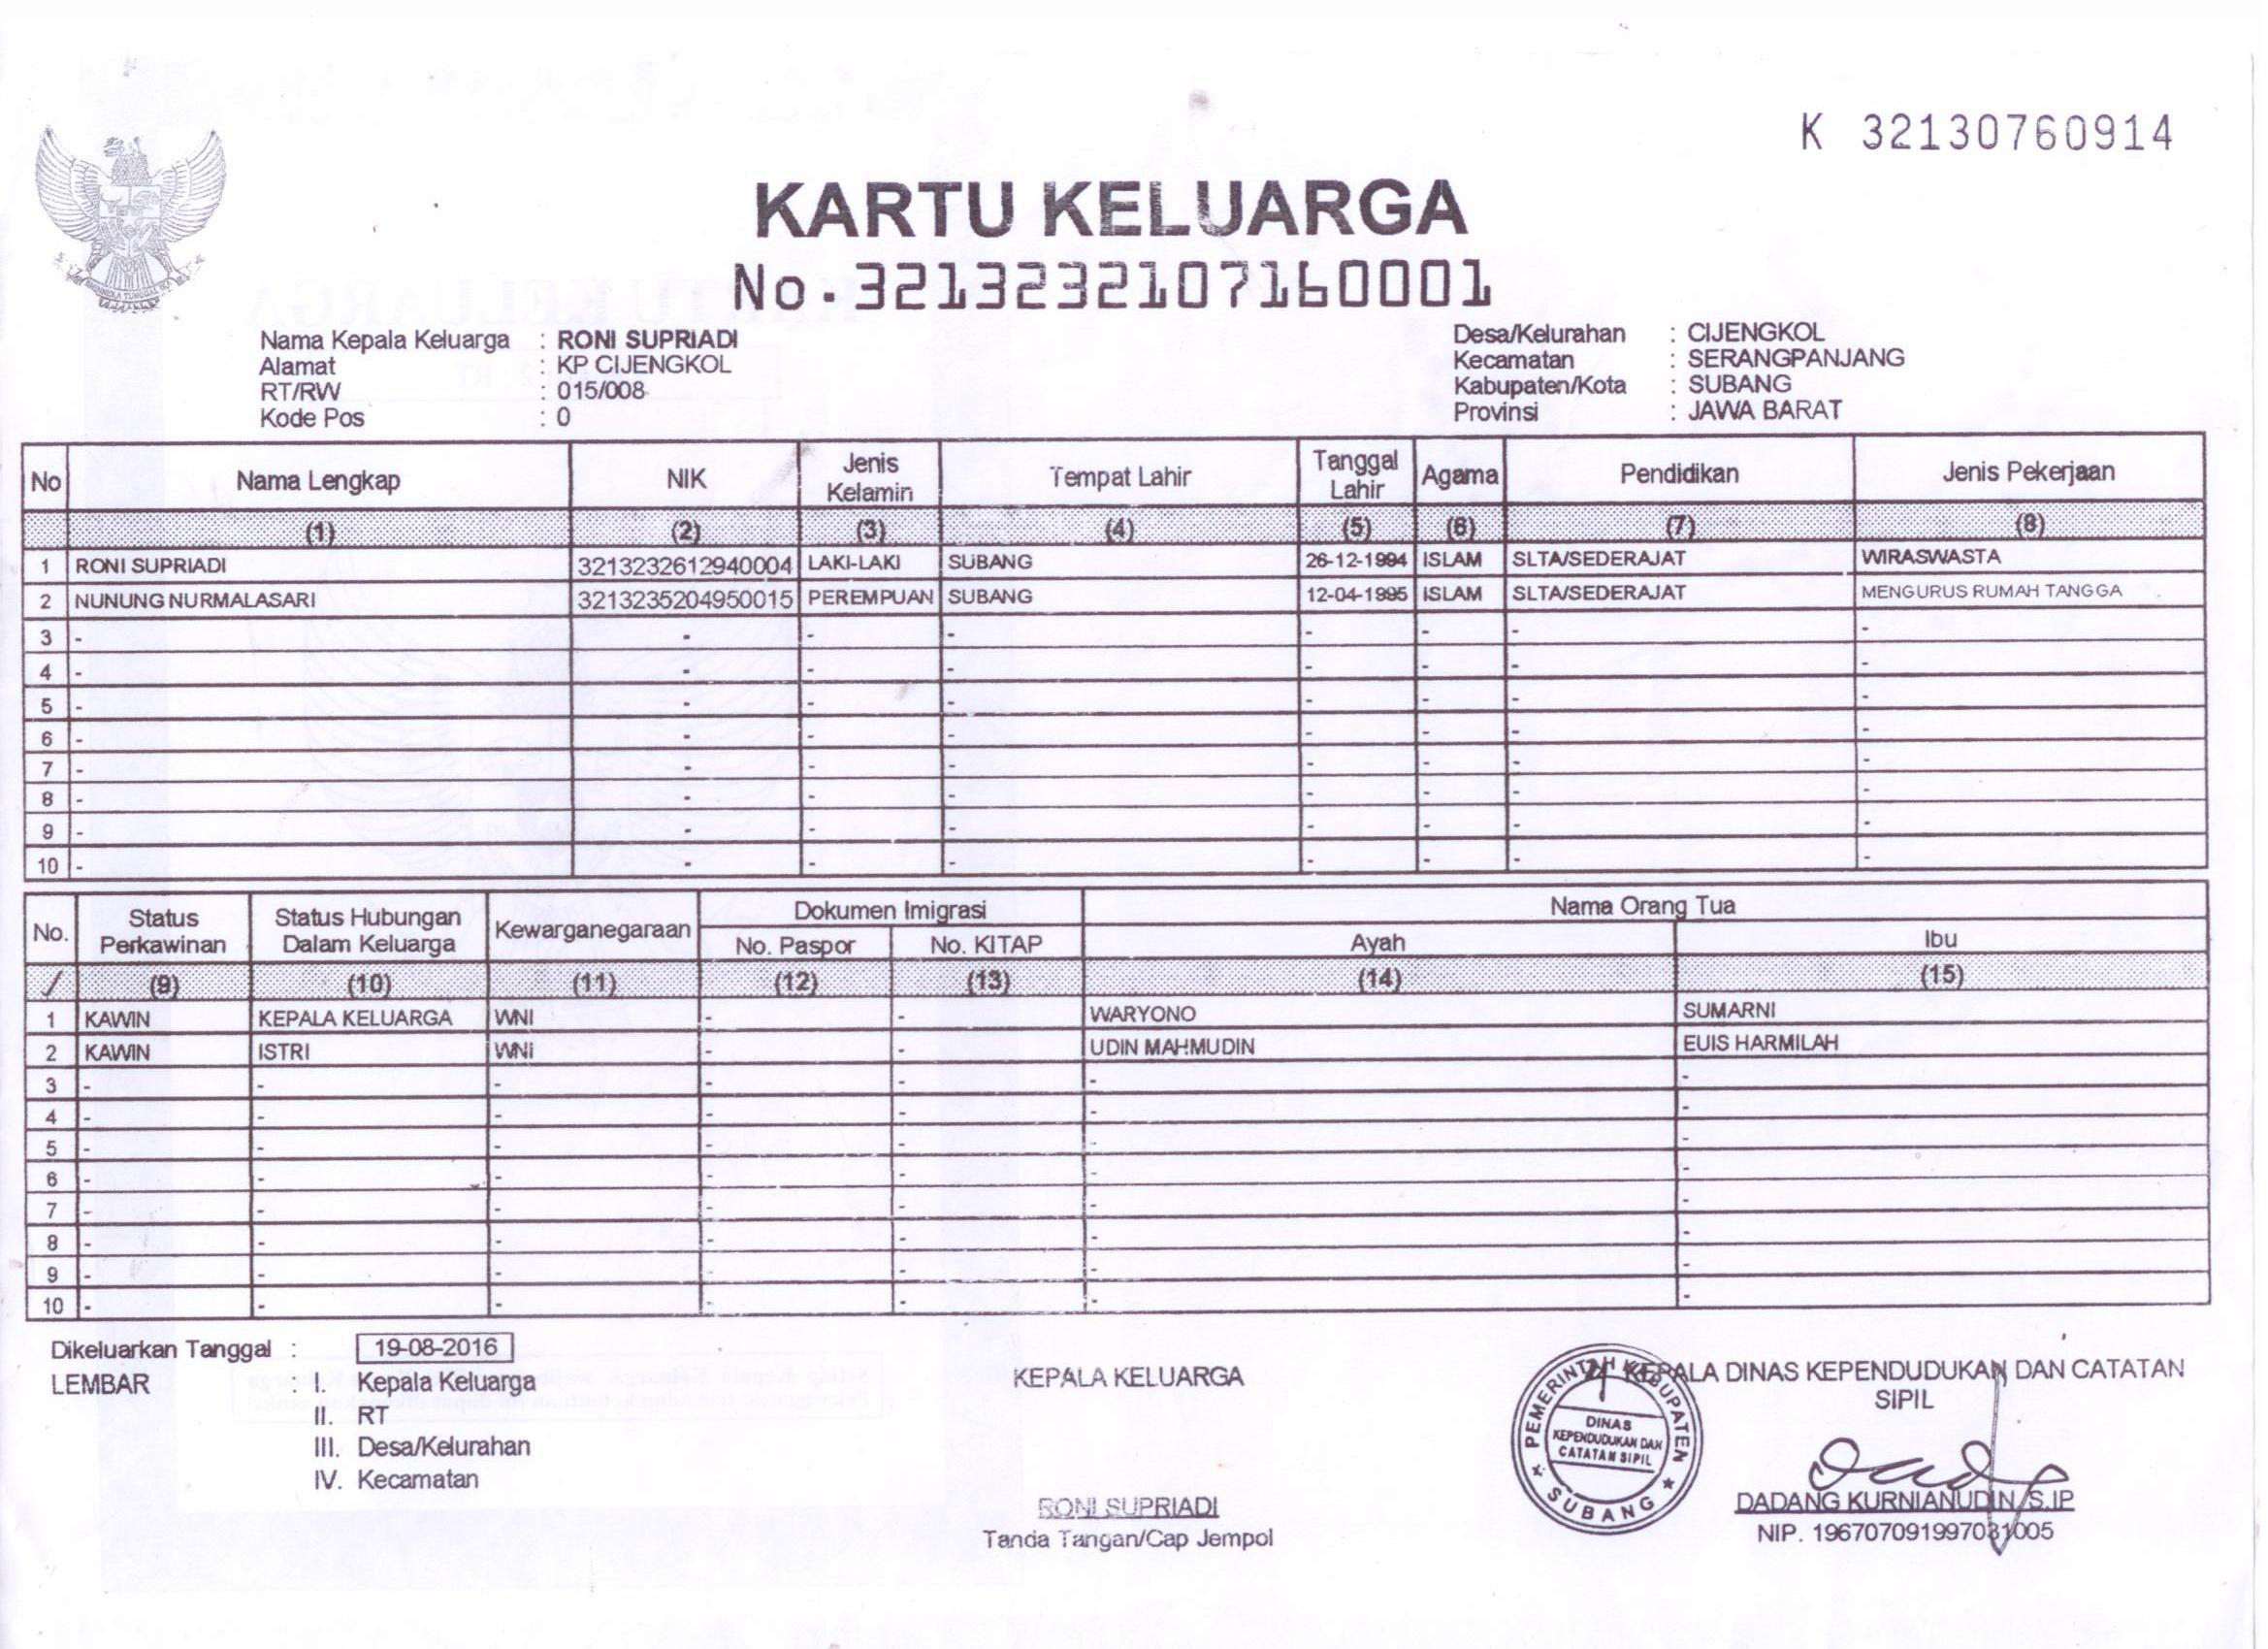 K 32130760914
KARTU KELUARGA
No. 3213232107160001
Nama Kepala Keluarga : RONI SUPRIADI
Alamat : KP CIJENGKOL
RT/RW : 015/008
Kode Pos : 0
Desa/Kelurahan : CIJENGKOL
Kecamatan : SERANGPANJANG
Kabupaten/Kota : SUBANG
Provinsi : JAWA BARAT
No Nama Lengkap NIK Jenis Kelamin Tempat Lahir Tanggal Lahir Agama Pendidikan Jenis Pekerjaan
(1) (2) (3) (4) (5) (6) (7) (8)
1 RONI SUPRIADI 3213232612940004 LAKI-LAKI SUBANG 26-12-1994 ISLAM SLTA/SEDERAJAT WIRASWASTA
2 NUNUNG NURMALASARI 3213235204950015 PEREMPUAN SUBANG 12-04-1995 ISLAM SLTA/SEDERAJAT MENGURUS RUMAH TANGGA
3 - - - - - - - -
4 - - - - - - - -
5 - - - - - - - -
6 - - - - - - - -
7 - - - - - - - -
8 - - - - - - - -
9 - - - - - - - -
10 - - - - - - - -
No. Status Perkawinan Status Hubungan Dalam Keluarga Kewarganegaraan Dokumen Imigrasi Nama Orang Tua
No. Paspor No. KITAP Ayah Ibu
(9) (10) (11) (12) (13) (14) (15)
1 KAWIN KEPALA KELUARGA WNI - - WARYONO SUMARNI
2 KAWIN ISTRI WNI - - UDIN MAHMUDIN EUIS HARMILAH
3 - - - - - - -
4 - - - - - - -
5 - - - - - - -
6 - - - - - - -
7 - - - - - - -
8 - - - - - - -
9 - - - - - - -
10 - - - - - - -
Dikeluarkan Tanggal : 19-08-2016
LEMBAR : I. Kepala Keluarga
II. RT
III. Desa/Kelurahan
IV. Kecamatan
KEPALA KELUARGA
RONI SUPRIADI
Tanda Tangan/Cap Jempol
PEMERINTAH KABUPATEN
DINAS
KEPENDUDUKAN DAN
CATATAN SIPIL
SUBANG
KEPALA DINAS KEPENDUDUKAN DAN CATATAN
SIPIL
DADANG KURNIANUDIN, S.IP
NIP. 196707091997031005